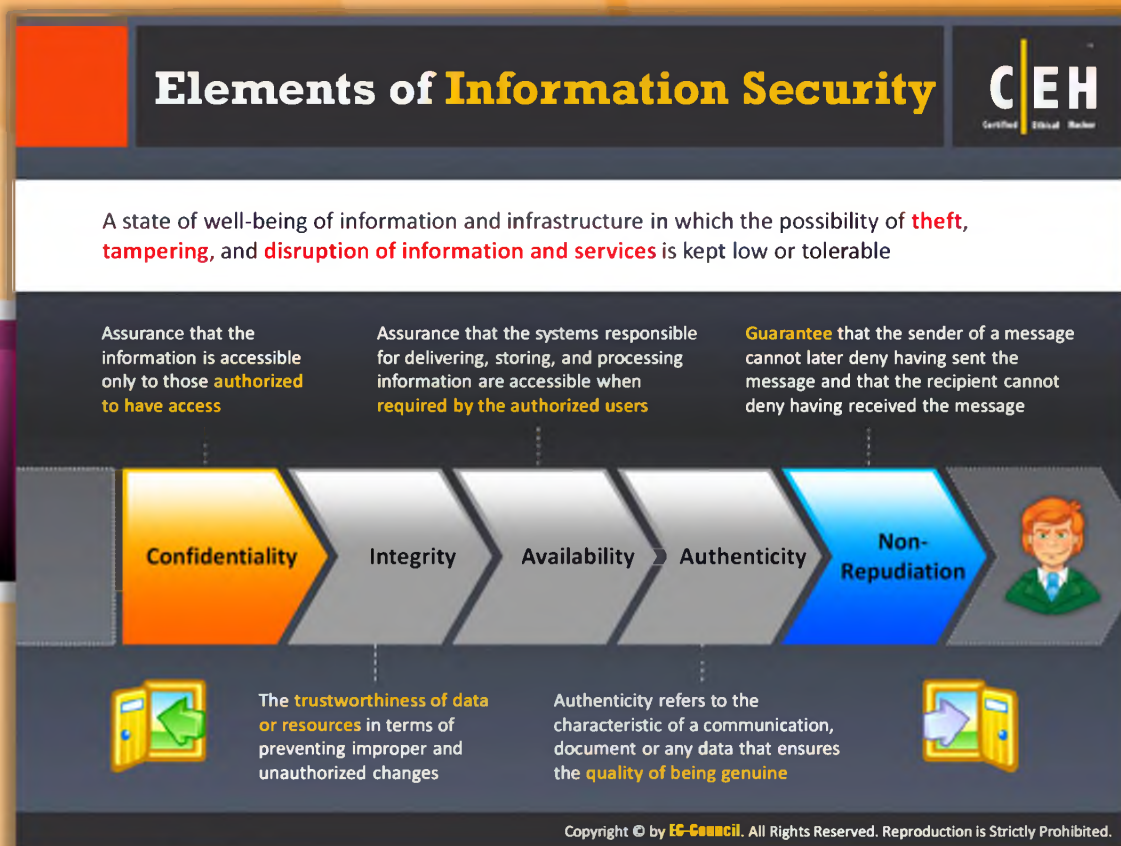 Elements of Information Security
CEH
Certified Ethical Hacker
A state of well-being of information and infrastructure in which the possibility of theft,
tampering, and disruption of information and services is kept low or tolerable
Assurance that the
information is accessible
only to those authorized
to have access
Assurance that the systems responsible
for delivering, storing, and processing
information are accessible when
required by the authorized users
Guarantee that the sender of a message
cannot later deny having sent the
message and that the recipient cannot
deny having received the message
Confidentiality
Integrity
Availability
Authenticity
Non-
Repudiation
The trustworthiness of data
or resources in terms of
preventing improper and
unauthorized changes
Authenticity refers to the
characteristic of a communication,
document or any data that ensures
the quality of being genuine
Copyright © by EC-Council. All Rights Reserved. Reproduction is Strictly Prohibited.